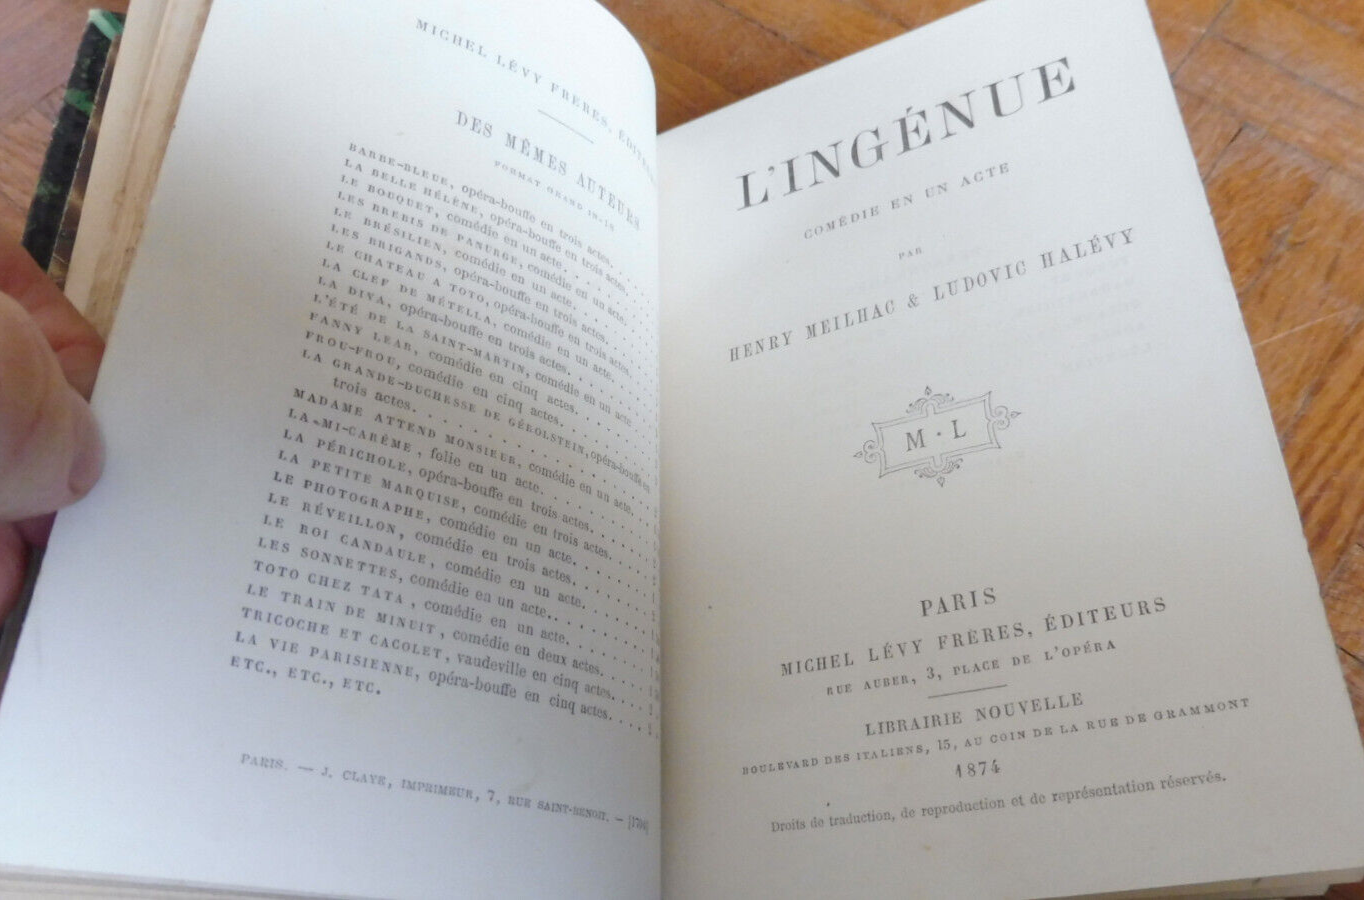 MICHEL LÉVY FRÈRES,
DES MÊMES AUTEURS
FORMAT GRAND IN-18
BARBE-BLEUE, opéra-bouffe en trois actes. . . .
LA BELLE HÉLÈNE, opéra-bouffe en trois actes. .
LE BOUQUET, comédie en un acte. . . . . .
LES BREBIS DE PANURGE, comédie en un acte.
LE BRÉSILIEN, comédie en un acte. . . . .
LES BRIGANDS, opéra-bouffe en trois actes. . . .
LE CHATEAU A TOTO, opéra-bouffe en trois actes.
LA CLEF DE MÉTELLA, comédie en un acte. . . .
LA DIVA, opéra-bouffe en trois actes. . . . . .
L'ÉTÉ DE LA SAINT-MARTIN, comédie en un acte
FANNY LEAR, comédie en cinq actes. . . . . .
FROU-FROU, comédie en cinq actes. . . . . .
LA GRANDE-DUCHESSE DE GÉROLSTEIN, opéra-bouffe en
trois actes. . . . . . . . . . . .
MADAME ATTEND MONSIEUR, comédie en un acte.
LA MI-CARÊME, folie en un acte. . . . . . .
LA PÉRICHOLE, opéra-bouffe en trois actes. . . .
LA PETITE MARQUISE, comédie en trois actes. . .
LE PHOTOGRAPHE, comédie en un acte. . . . .
LE RÉVEILLON, comédie en trois actes. . . . .
LE ROI CANDAULE, comédie en un acte. . . . .
LES SONNETTES, comédie en un acte. . . . . .
TOTO CHEZ TATA, comédie en un acte. . . . .
LE TRAIN DE MINUIT, comédie en deux actes. . .
TRICOCHE ET CACOLET, vaudeville en cinq actes. . .
LA VIE PARISIENNE, opéra-bouffe en cinq actes. . .
ETC., ETC., ETC.
PARIS. — J. CLAYE, IMPRIMEUR, 7, RUE SAINT-BENOIT. —
L'INGÉNUE
COMÉDIE EN UN ACTE
PAR
HENRY MEILHAC & LUDOVIC HALÉVY
M · L
PARIS
MICHEL LÉVY FRÈRES, ÉDITEURS
RUE AUBER, 3, PLACE DE L'OPÉRA
LIBRAIRIE NOUVELLE
BOULEVARD DES ITALIENS, 15, AU COIN DE LA RUE DE GRAMMONT
1874
Droits de traduction, de reproduction et de représentation réservés.